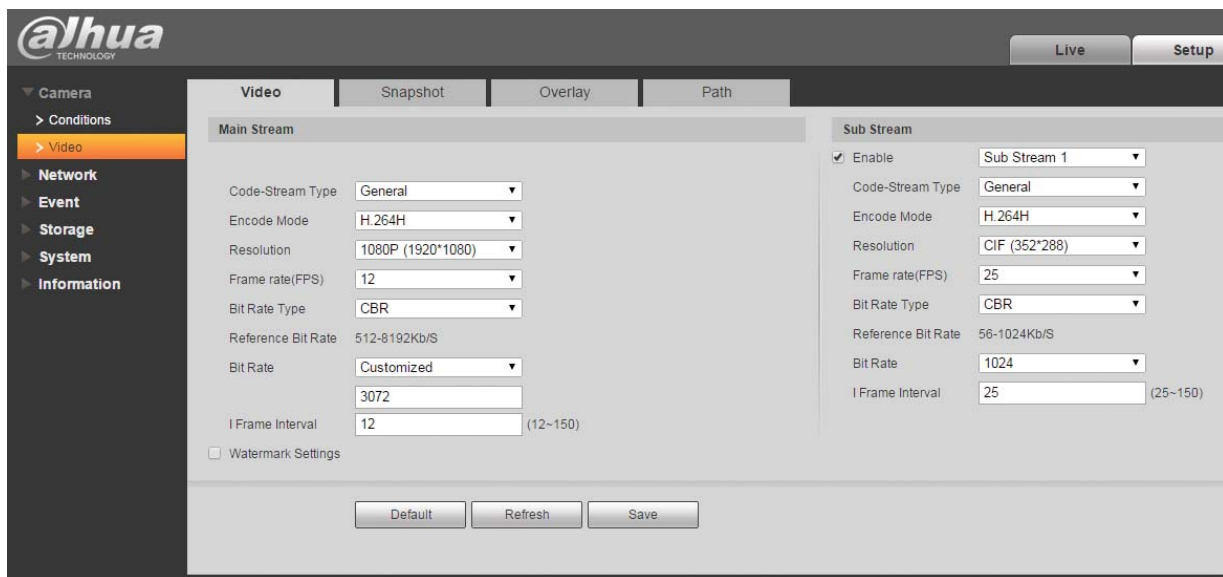 alhua
TECHNOLOGY
Live
Setup
Camera
> Conditions
> Video
Network
Event
Storage
System
Information
Video
Snapshot
Overlay
Path
Main Stream
Code-Stream Type General
Encode Mode H.264H
Resolution 1080P (1920*1080)
Frame rate(FPS) 12
Bit Rate Type CBR
Reference Bit Rate 512-8192Kb/S
Bit Rate Customized
3072
I Frame Interval 12 (12~150)
Watermark Settings
Sub Stream
Enable Sub Stream 1
Code-Stream Type General
Encode Mode H.264H
Resolution CIF (352*288)
Frame rate(FPS) 25
Bit Rate Type CBR
Reference Bit Rate 56-1024Kb/S
Bit Rate 1024
I Frame Interval 25 (25~150)
Default
Refresh
Save